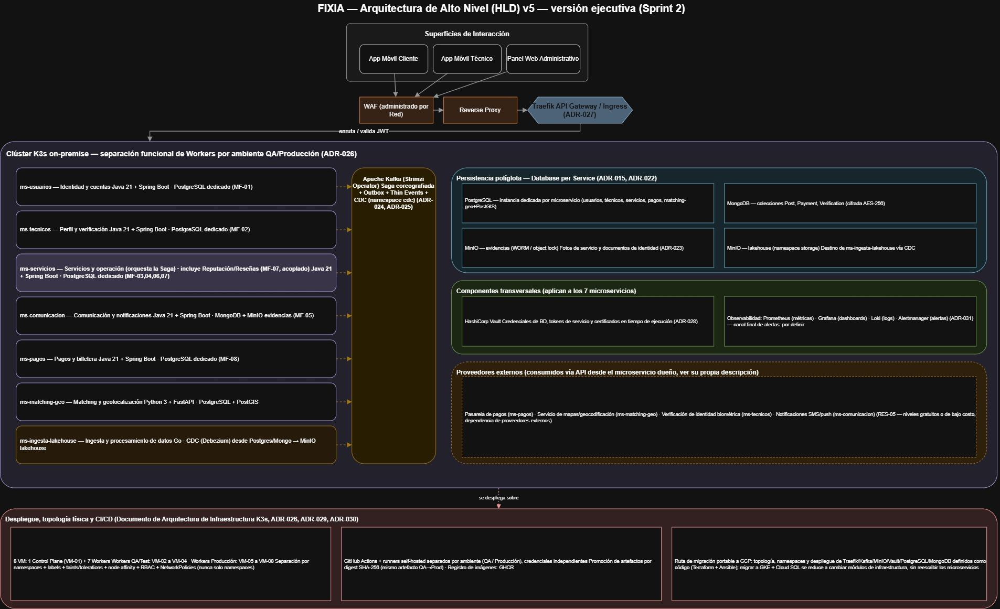 FIXIA — Arquitectura de Alto Nivel (HLD) v5 — versión ejecutiva (Sprint 2)
Superficies de Interacción
App Móvil Cliente
App Móvil Técnico
Panel Web Administrativo
WAF (administrado por
Red)
Reverse Proxy
Traefik API Gateway / Ingress
(ADR-027)
enruta / valida JWT
Clúster K3s on-premise — separación funcional de Workers por ambiente QA/Producción (ADR-026)
ms-usuarios — Identidad y cuentas Java 21 + Spring Boot · PostgreSQL dedicado (MF-01)
ms-tecnicos — Perfil y verificación Java 21 + Spring Boot · PostgreSQL dedicado (MF-02)
ms-servicios — Servicios y operación (orquesta la Saga) · incluye Reputación/Reseñas (MF-07, acoplado) Java 21
+ Spring Boot · PostgreSQL dedicado (MF-03,04,06,07)
ms-comunicacion — Comunicación y notificaciones Java 21 + Spring Boot · MongoDB + MinIO evidencias (MF-05)
ms-pagos — Pagos y billetera Java 21 + Spring Boot · PostgreSQL dedicado (MF-08)
ms-matching-geo — Matching y geolocalización Python 3 + FastAPI · PostgreSQL + PostGIS
ms-ingesta-lakehouse — Ingesta y procesamiento de datos Go · CDC (Debezium) desde Postgres/Mongo → MinIO
lakehouse
Apache Kafka (Strimzi
Operator) Saga coreografiada
+ Outbox + Thin Events +
CDC (namespace cdc) (ADR-
024, ADR-025)
Persistencia políglota — Database per Service (ADR-015, ADR-022)
PostgreSQL — instancia dedicada por microservicio (usuarios, técnicos, servicios, pagos, matching-
geo+PostGIS)
MongoDB — colecciones Post, Payment, Verification (cifrada AES-256)
MinIO — evidencias (WORM / object lock) Fotos de servicio y documentos de identidad (ADR-023)
MinIO — lakehouse (namespace storage) Destino de ms-ingesta-lakehouse vía CDC
Componentes transversales (aplican a los 7 microservicios)
HashiCorp Vault Credenciales de BD, tokens de servicio y certificados en tiempo de ejecución (ADR-028)
Observabilidad: Prometheus (métricas) · Grafana (dashboards) · Loki (logs) · Alertmanager (alertas) (ADR-031)
— canal final de alertas: por definir
Proveedores externos (consumidos vía API desde el microservicio dueño, ver su propia descripción)
Pasarela de pagos (ms-pagos) · Servicio de mapas/geocodificación (ms-matching-geo) · Verificación de identidad biométrica (ms-tecnicos) · Notificaciones SMS/push (ms-comunicacion) (RES-05 — niveles gratuitos o de bajo costo,
dependencia de proveedores externos)
se despliega sobre
Despliegue, topología física y CI/CD (Documento de Arquitectura de Infraestructura K3s, ADR-026, ADR-029, ADR-030)
8 VM: 1 Control Plane (VM-01) + 7 Workers Workers QA/Test: VM-02 a VM-04 · Workers Producción: VM-05 a VM-08 Separación por
namespaces + labels + taints/tolerations + node affinity + RBAC + NetworkPolicies (nunca solo namespaces)
GitHub Actions + runners self-hosted separados por ambiente (QA / Producción), credenciales independientes Promoción de artefactos por
digest SHA-256 (mismo artefacto QA→Prod) · Registro de imágenes: GHCR
Ruta de migración portable a GCP: topología, namespaces y despliegue de Traefik/Kafka/MinIO/Vault/PostgreSQL/MongoDB definidos como
código (Terraform + Ansible); migrar a GKE + Cloud SQL se reduce a cambiar módulos de infraestructura, sin reescribir los microservicios